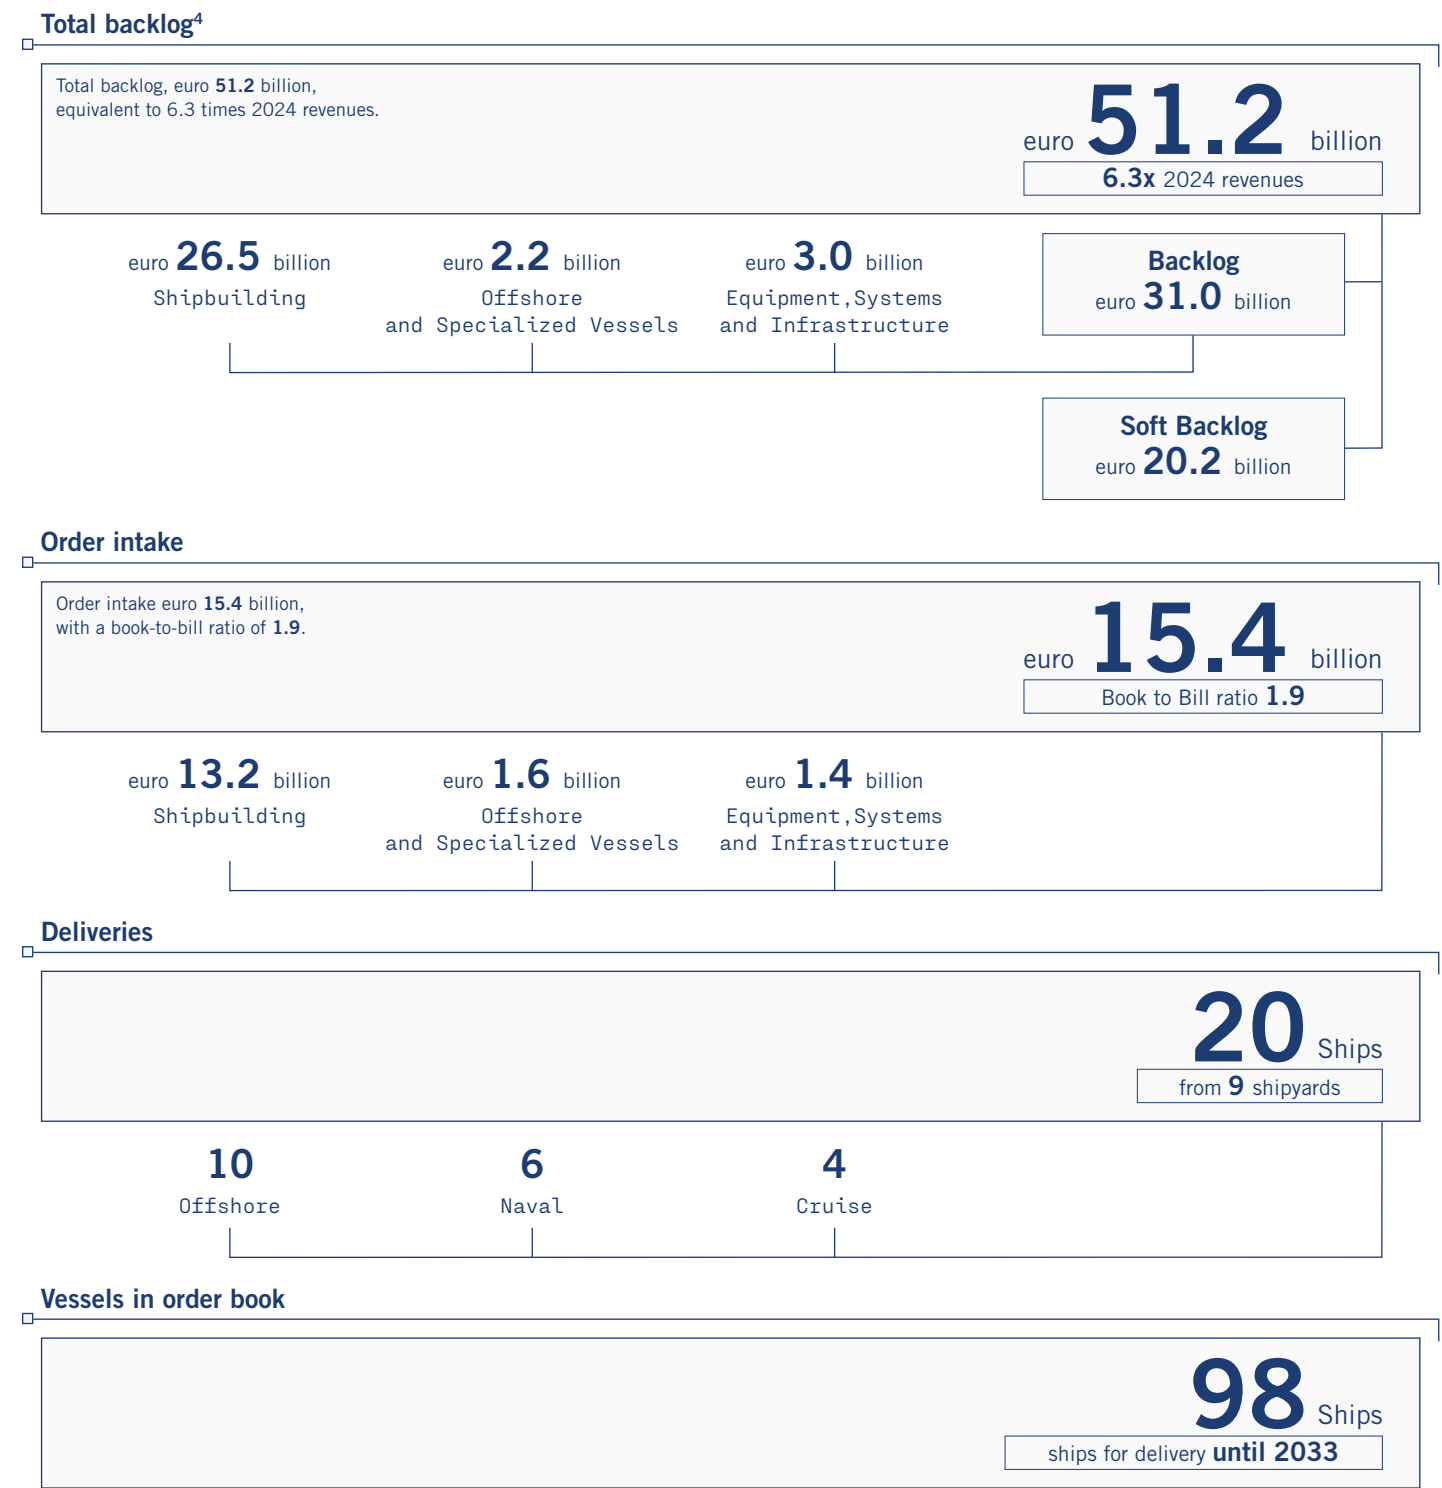 Total backlog⁴
Total backlog, euro 51.2 billion,
equivalent to 6.3 times 2024 revenues.
euro 51.2 billion
6.3x 2024 revenues
euro 26.5 billion
Shipbuilding
euro 2.2 billion
Offshore
and Specialized Vessels
euro 3.0 billion
Equipment,Systems
and Infrastructure
Backlog
euro 31.0 billion
Soft Backlog
euro 20.2 billion
Order intake
Order intake euro 15.4 billion,
with a book-to-bill ratio of 1.9.
euro 15.4 billion
Book to Bill ratio 1.9
euro 13.2 billion
Shipbuilding
euro 1.6 billion
Offshore
and Specialized Vessels
euro 1.4 billion
Equipment,Systems
and Infrastructure
Deliveries
20 Ships
from 9 shipyards
10
Offshore
6
Naval
4
Cruise
Vessels in order book
98 Ships
ships for delivery until 2033